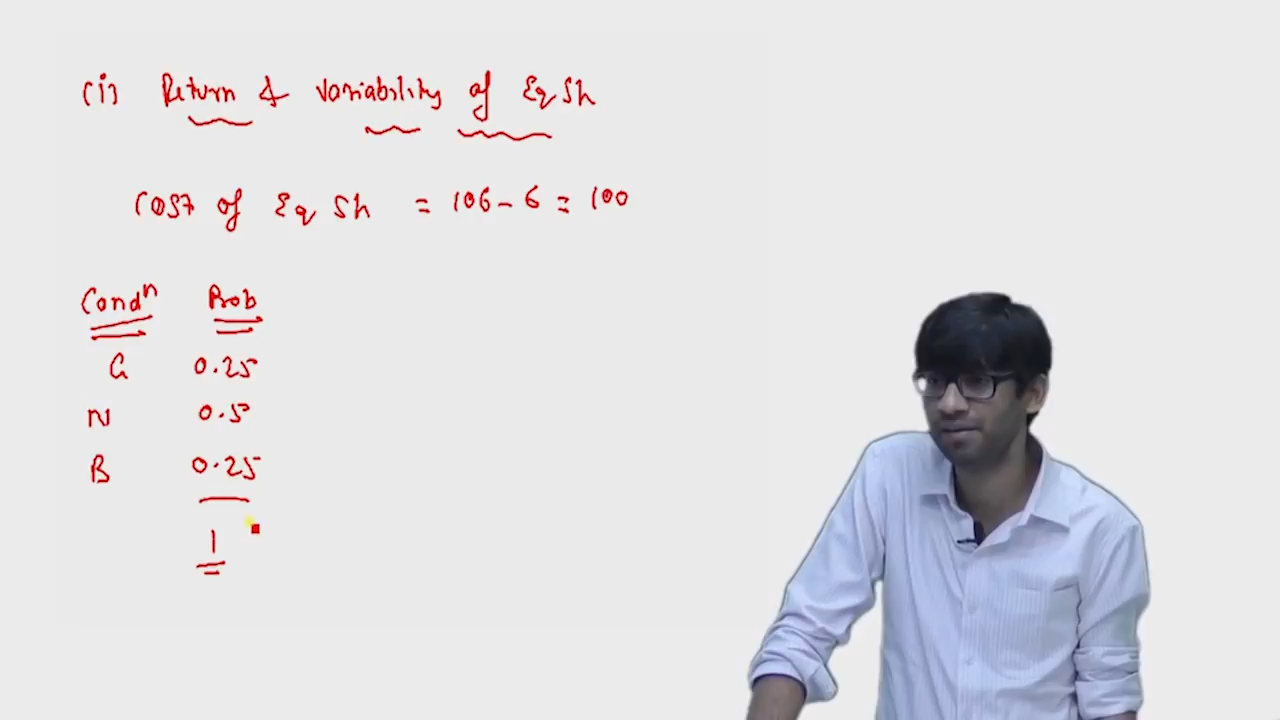 (i) Return & Variability of Eq Sh
Cost of Eq Sh = 106 - 6 = 100
Condⁿ Prob
G 0.25
N 0.5
B 0.25
1